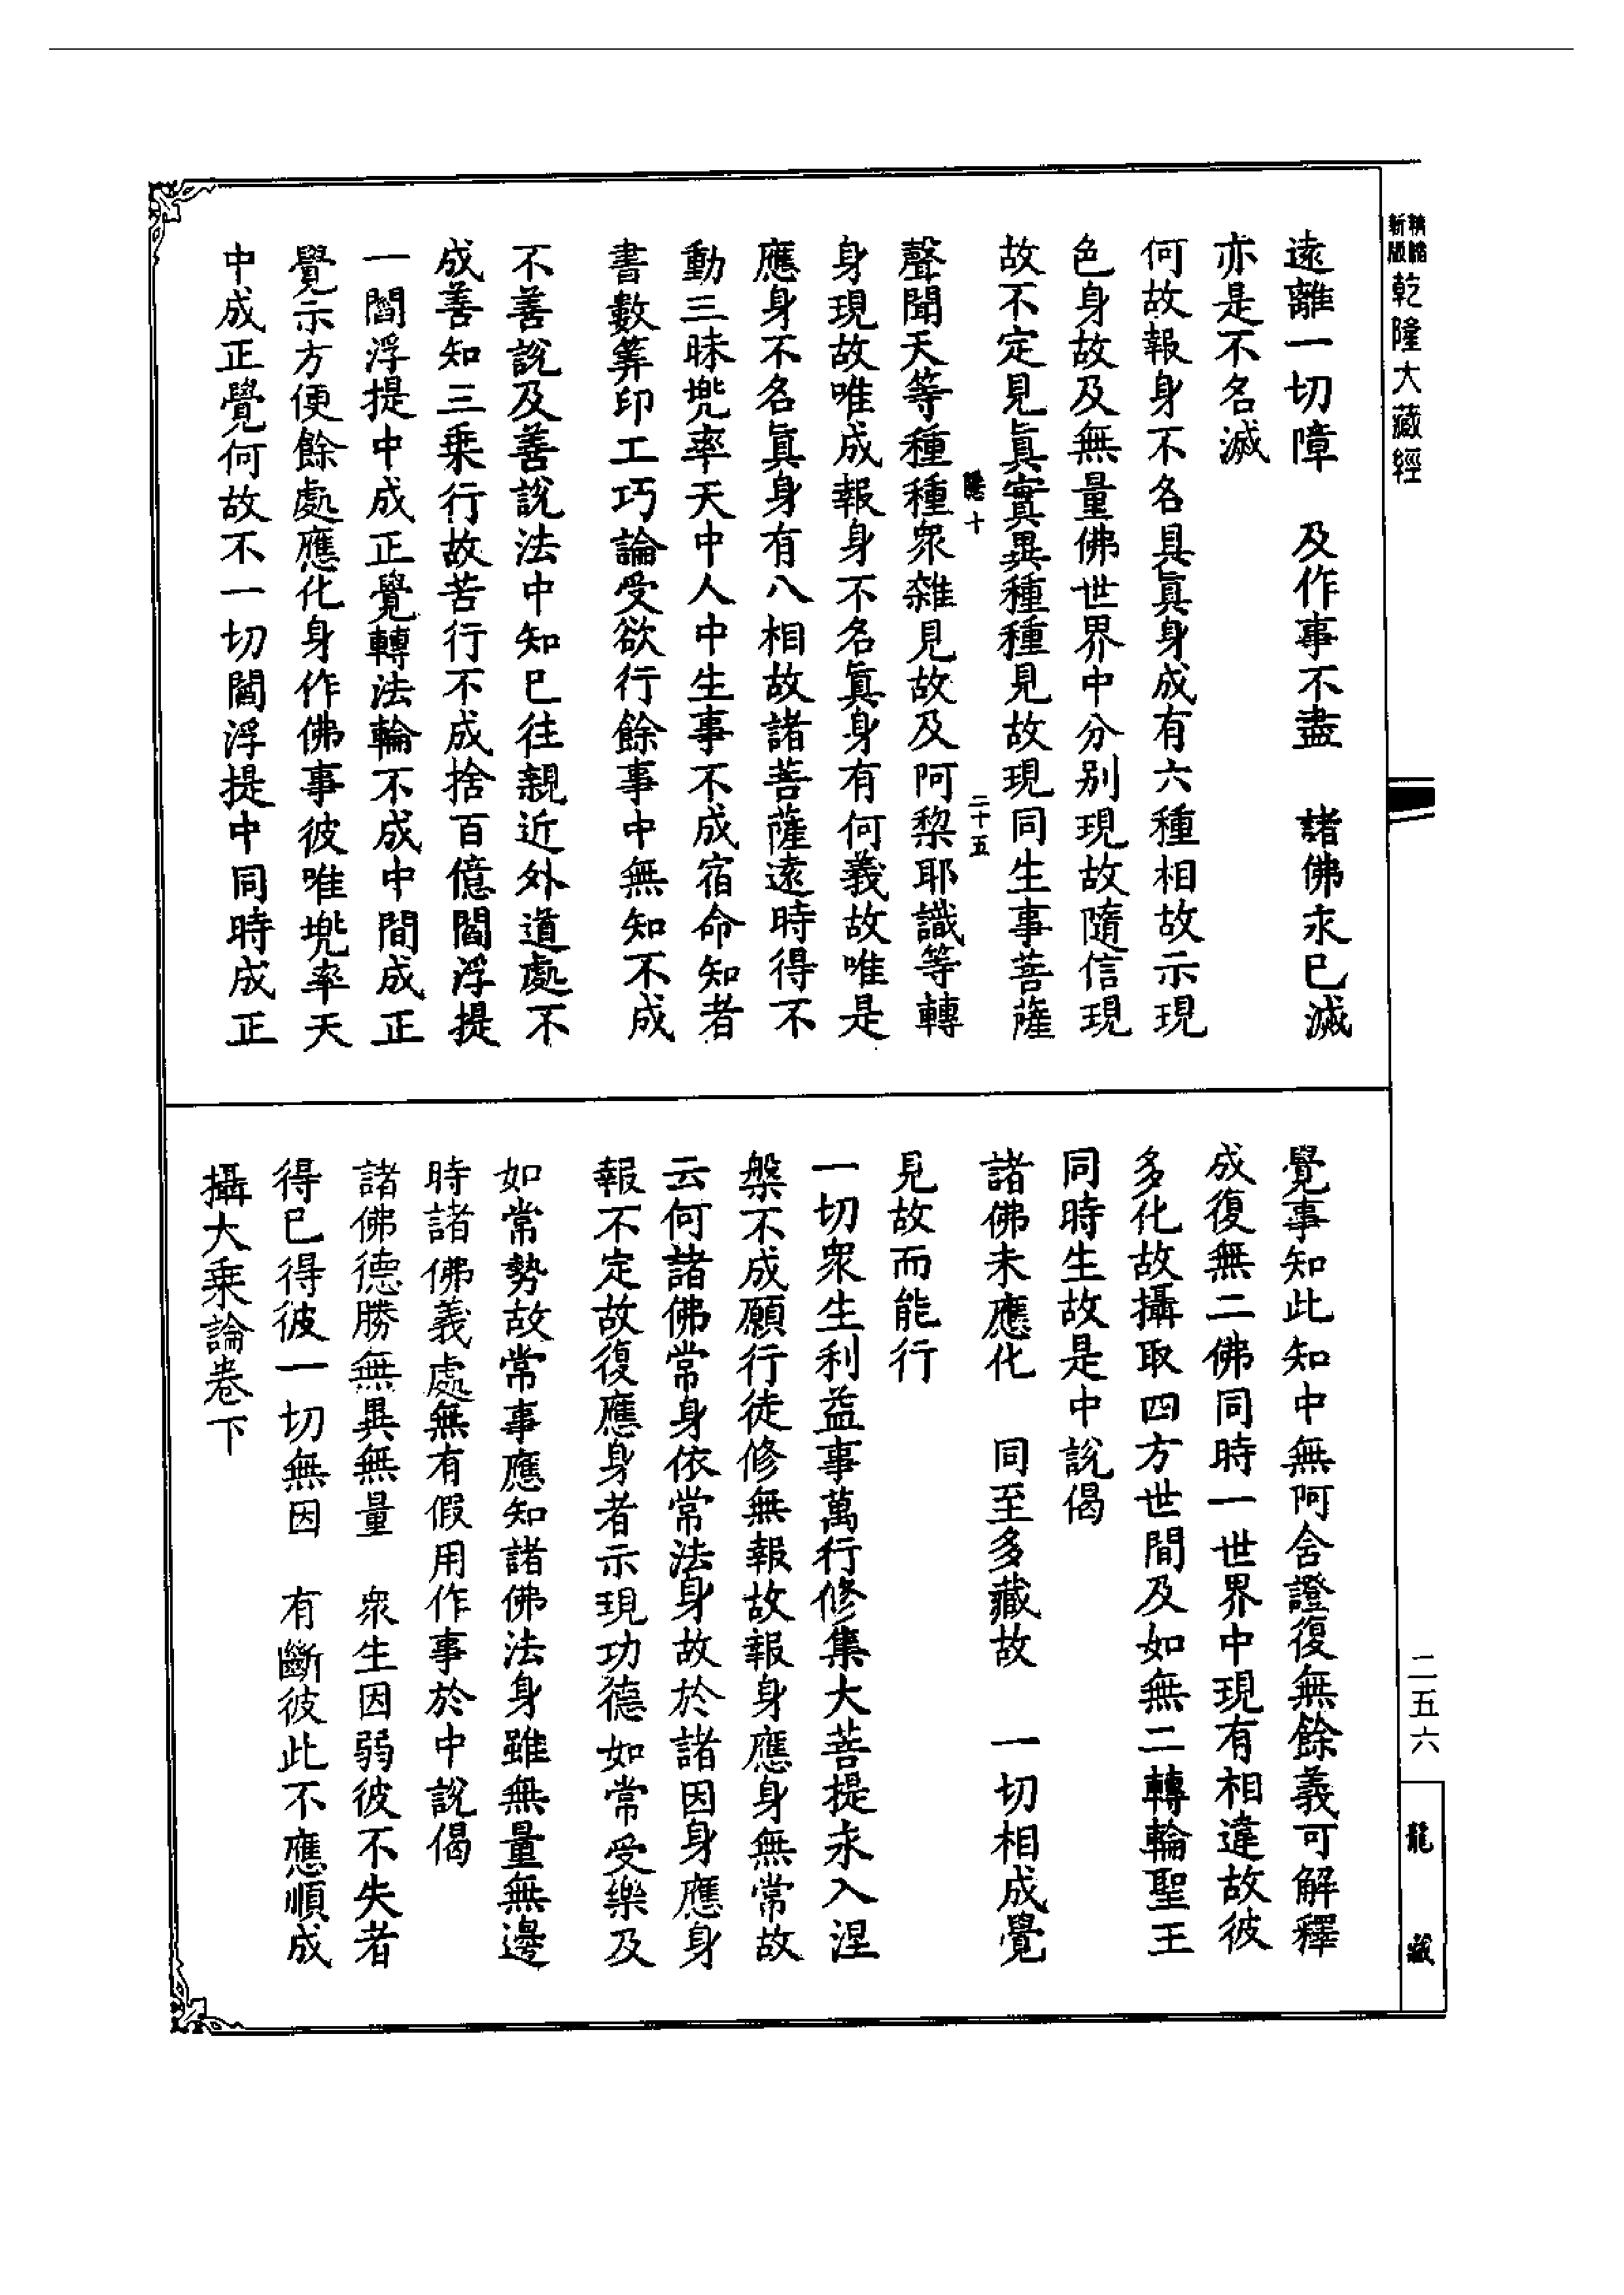 精縮新版乾隆大藏經
遠離一切障　及作事不盡　諸佛永已滅
亦是不名滅
何故報身不名具眞身成有六種相故示現
色身故及無量佛世界中分別現故隨信現
故不定見眞實異種種見故現同生事菩薩
隱十　二十五
聲聞天等種種衆雜見故及阿梨耶識等轉
身現故唯成報身不名眞身有何義故唯是
應身不名眞身有八相故諸菩薩遠時得不
動三昧兠率天中人中生事不成宿命知者
書數筭印工巧論受欲行餘事中無知不成
不善說及善說法中知已往親近外道處不
成善知三乗行故苦行不成捨百億閻浮提
一閻浮提中成正覺轉法輪不成中間成正
覺示方便餘處應化身作佛事彼唯兠率天
中成正覺何故不一切閻浮提中同時成正
覺事知此知中無阿含證復無餘義可解釋
成復無二佛同時一世界中現有相違故彼
多化故攝取四方世間及如無二轉輪聖王
同時生故是中說偈
諸佛未應化　同至多藏故　一切相成覺
見故而能行
一切衆生利益事萬行修集大菩提永入涅
槃不成願行徒修無報故報身應身無常故
云何諸佛常身依常法身故於諸因身應身
報不定故復應身者示現功德如常受樂及
如常勢故常事應知諸佛法身雖無量無邊
時諸佛義處無有假用作事於中說偈
諸佛德勝無異無量　衆生因弱彼不失者
得已得彼一切無因　有斷彼此不應順成
攝大乗論卷下
二五六
龍藏